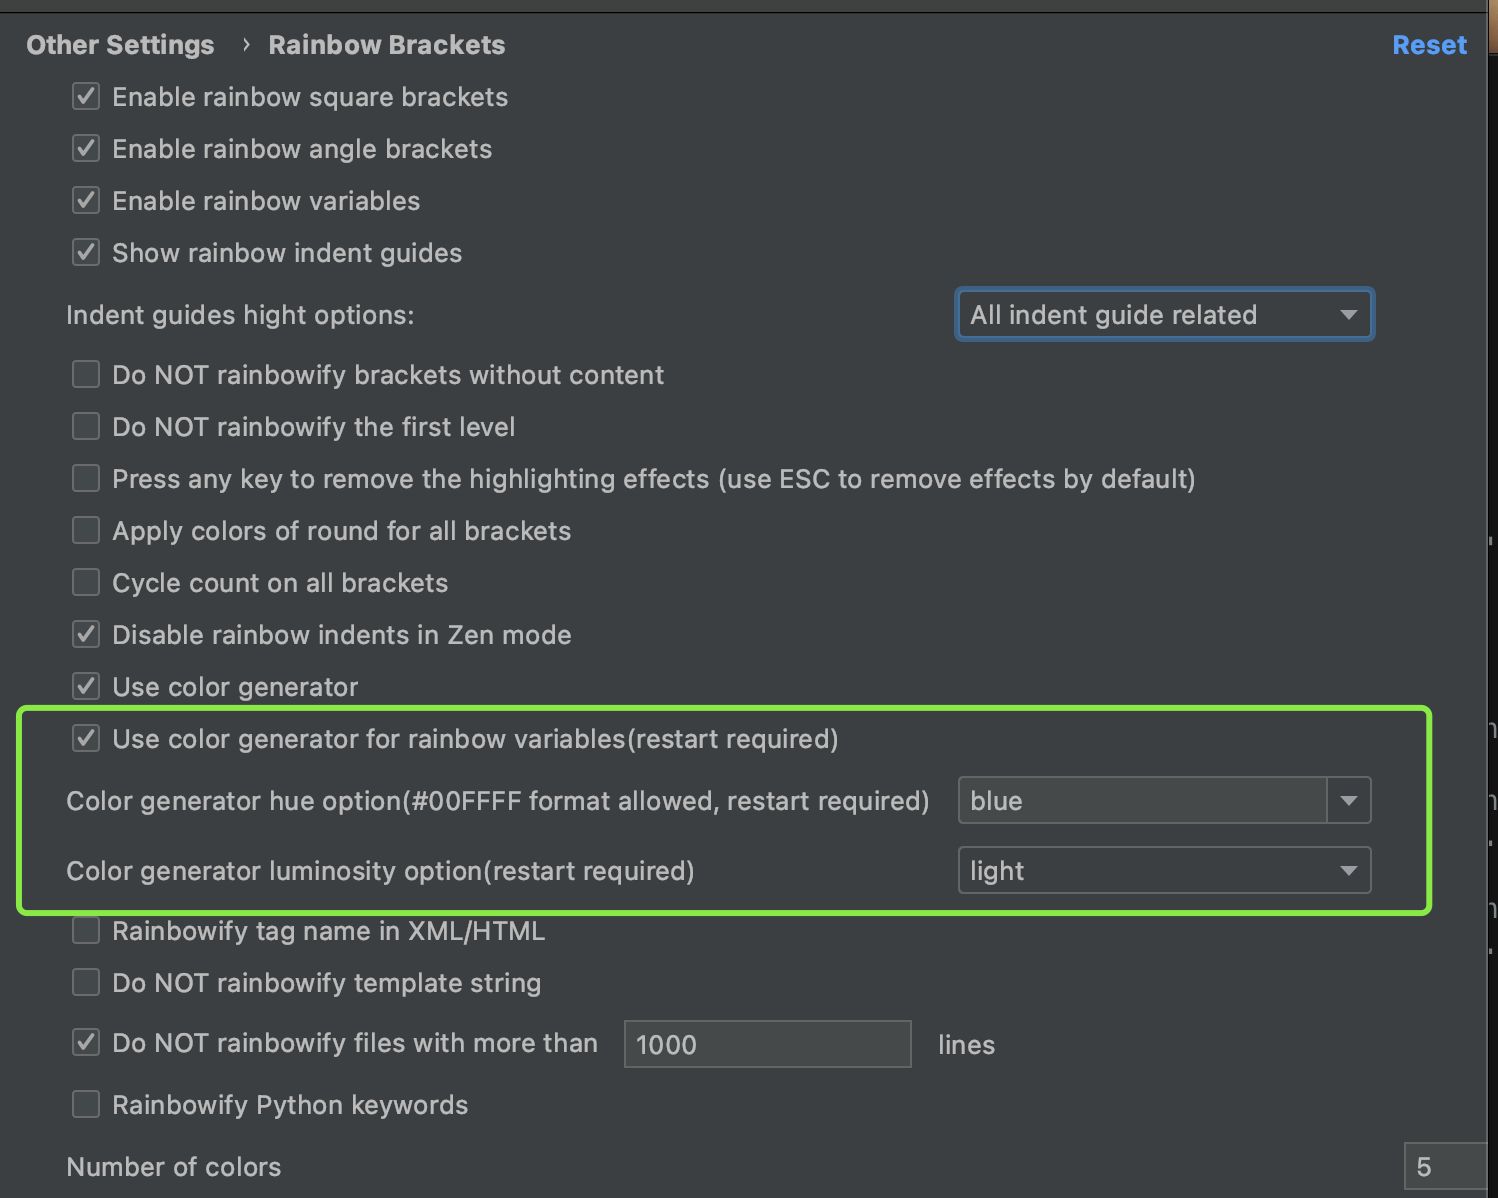 Other Settings › Rainbow Brackets Reset
Enable rainbow square brackets
Enable rainbow angle brackets
Enable rainbow variables
Show rainbow indent guides
Indent guides hight options: All indent guide related
Do NOT rainbowify brackets without content
Do NOT rainbowify the first level
Press any key to remove the highlighting effects (use ESC to remove effects by default)
Apply colors of round for all brackets
Cycle count on all brackets
Disable rainbow indents in Zen mode
Use color generator
Use color generator for rainbow variables(restart required)
Color generator hue option(#00FFFF format allowed, restart required) blue
Color generator luminosity option(restart required) light
Rainbowify tag name in XML/HTML
Do NOT rainbowify template string
Do NOT rainbowify files with more than 1000 lines
Rainbowify Python keywords
Number of colors 5